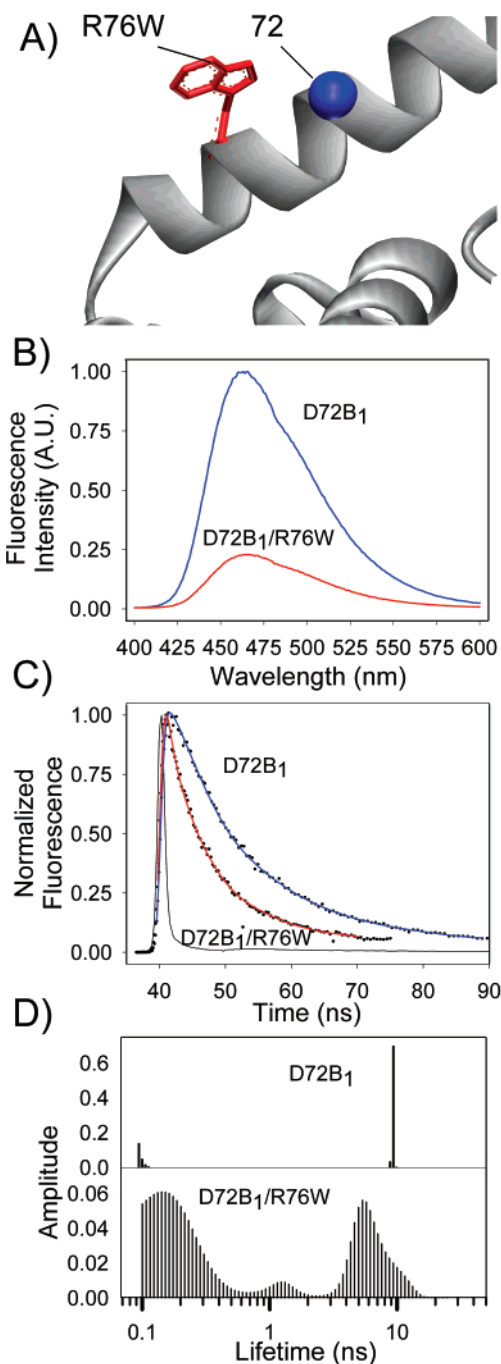 A)
R76W 72
B)
Fluorescence
Intensity (A.U.)
1.00
0.75
0.50
0.25
0.00
D72B1
D72B1/R76W
400 425 450 475 500 525 550 575 600
Wavelength (nm)
C)
Normalized
Fluorescence
1.00
0.75
0.50
0.25
0.00
D72B1
D72B1/R76W
40 50 60 70 80 90
Time (ns)
D)
Amplitude
0.6
0.4
0.2
0.0
D72B1
0.06
0.04
0.02
0.00
D72B1/R76W
0.1 1 10
Lifetime (ns)